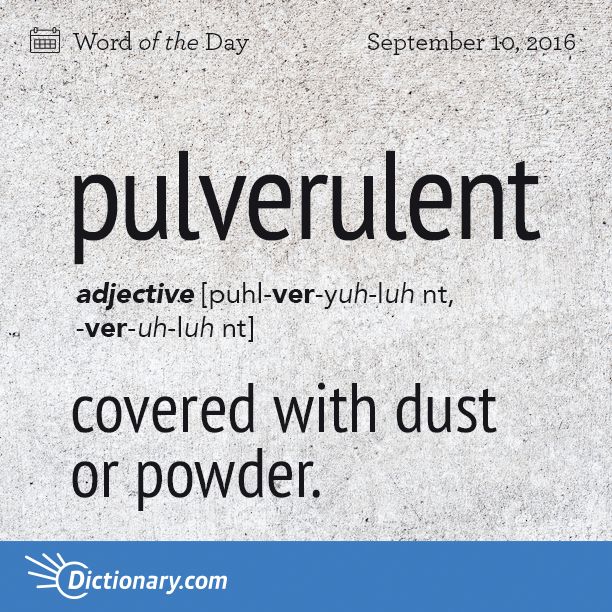 Word of the Day
September 10, 2016
pulverulent
adjective [puhl-ver-yuh-luh nt,
-ver-uh-luh nt]
covered with dust
or powder.
Dictionary.com